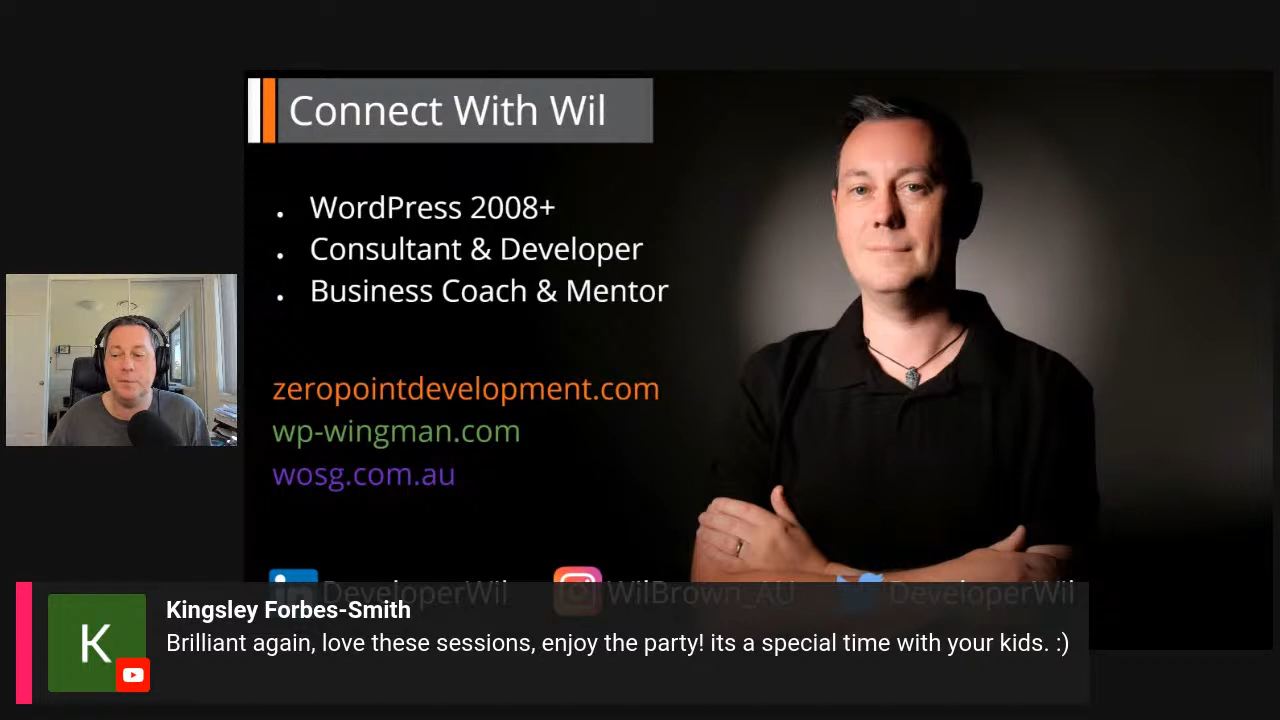 Connect With Wil
WordPress 2008+
Consultant & Developer
Business Coach & Mentor
zeropointdevelopment.com
wp-wingman.com
wosg.com.au
in DeveloperWil
WilBrown_AU
DeveloperWil
K
Kingsley Forbes-Smith
Brilliant again, love these sessions, enjoy the party! its a special time with your kids. :)